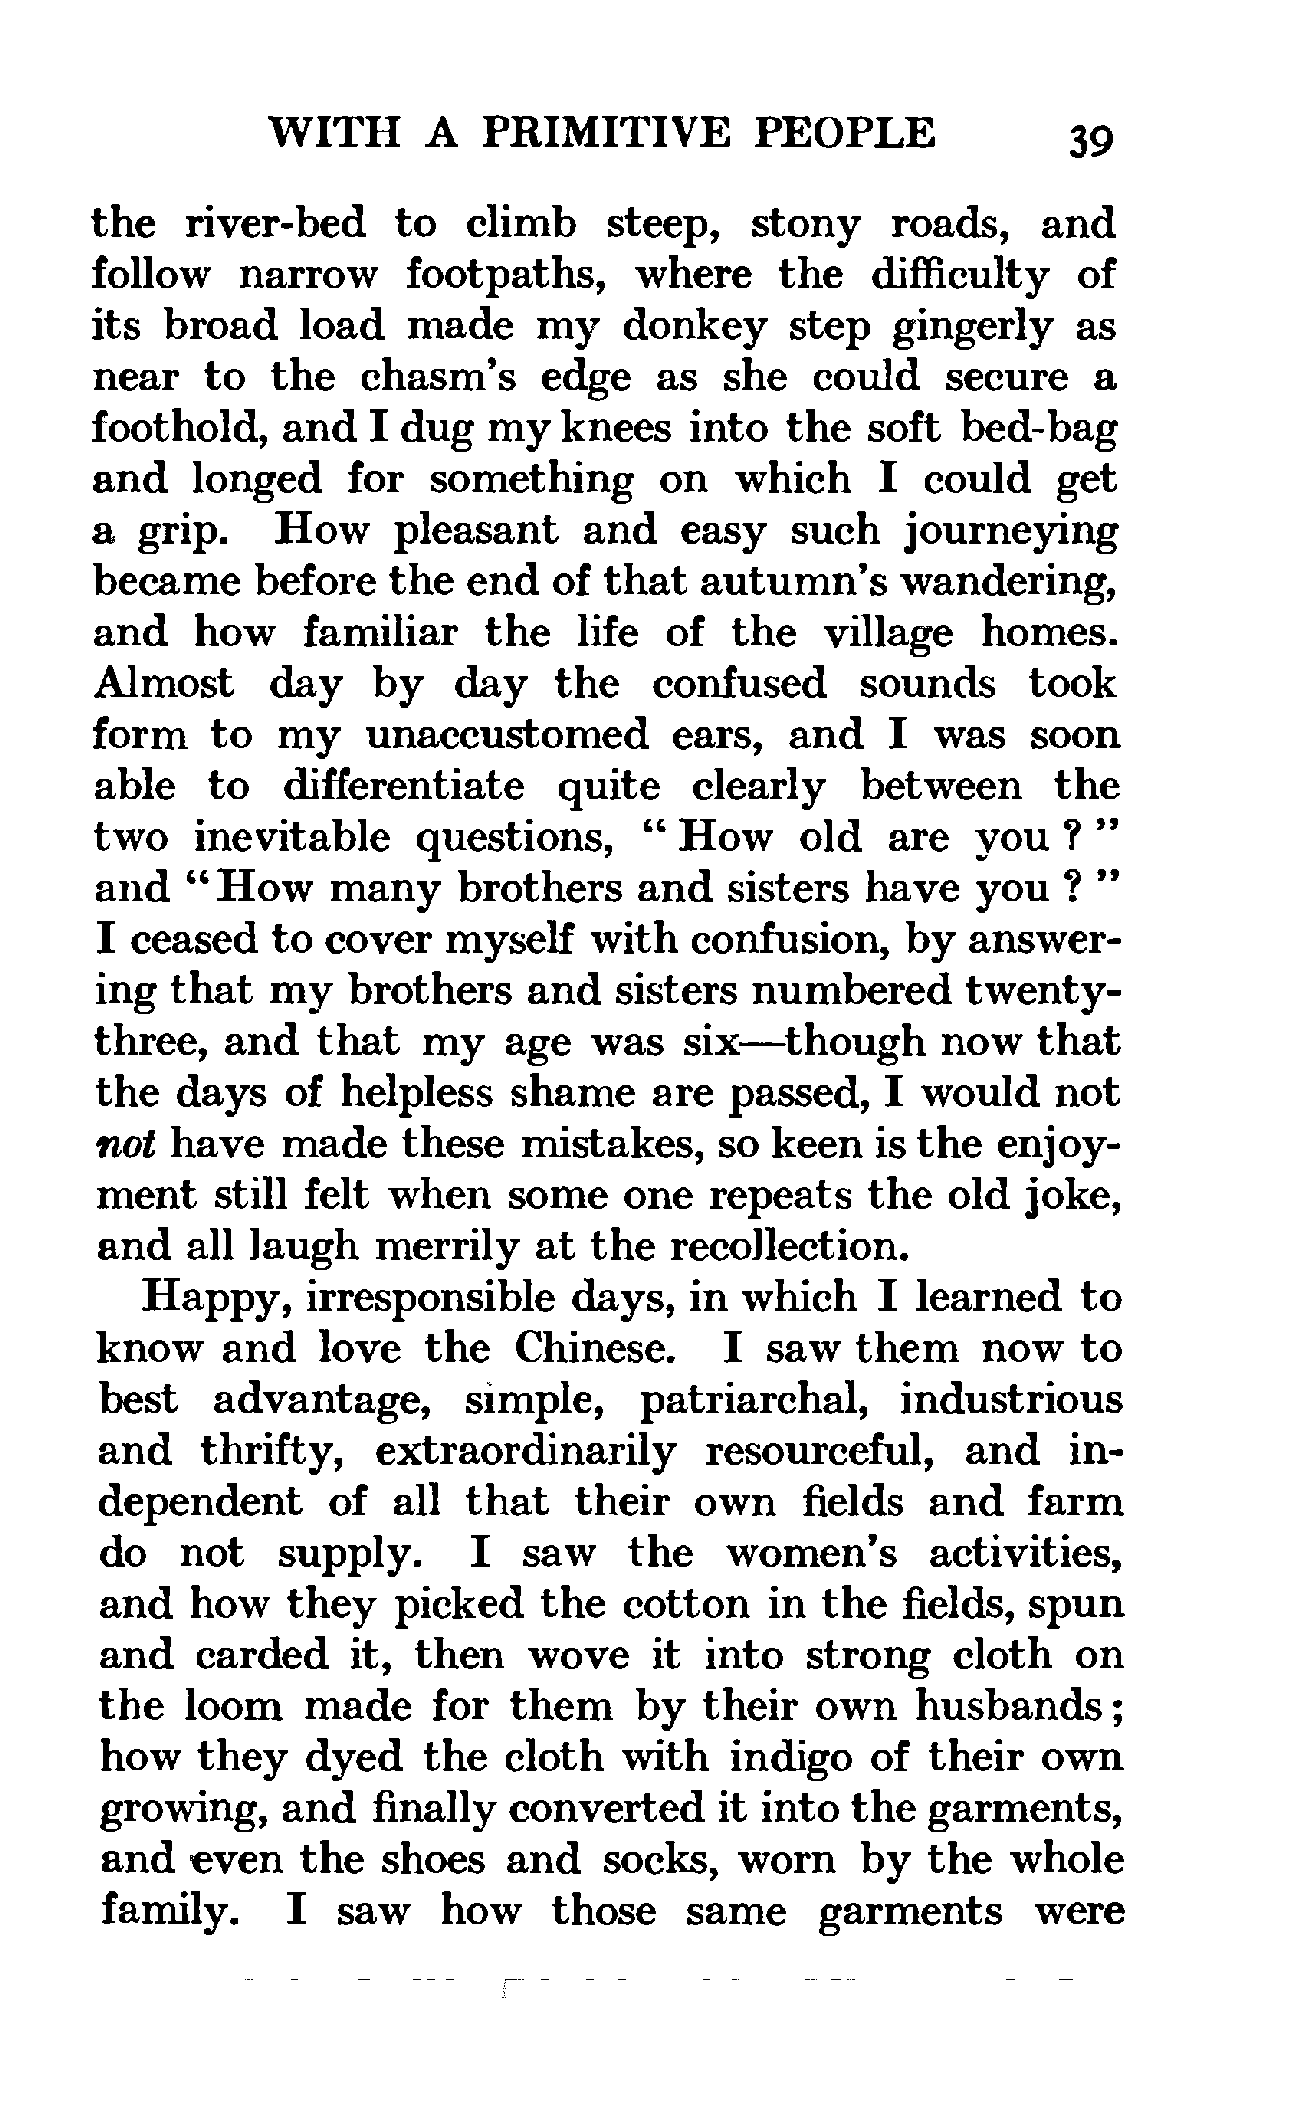 WITH A PRIMITIVE PEOPLE 39
the river-bed to climb steep, stony roads, and
follow narrow footpaths, where the difficulty of
its broad load made my donkey step gingerly as
near to the chasm's edge as she could secure a
foothold, and I dug my knees into the soft bed-bag
and longed for something on which I could get
a grip. How pleasant and easy such journeying
became before the end of that autumn's wandering,
and how familiar the life of the village homes.
Almost day by day the confused sounds took
form to my unaccustomed ears, and I was soon
able to differentiate quite clearly between the
two inevitable questions, “ How old are you ? ”
and “ How many brothers and sisters have you ? ”
I ceased to cover myself with confusion, by answer-
ing that my brothers and sisters numbered twenty-
three, and that my age was six—though now that
the days of helpless shame are passed, I would not
not have made these mistakes, so keen is the enjoy-
ment still felt when some one repeats the old joke,
and all laugh merrily at the recollection.
Happy, irresponsible days, in which I learned to
know and love the Chinese. I saw them now to
best advantage, simple, patriarchal, industrious
and thrifty, extraordinarily resourceful, and in-
dependent of all that their own fields and farm
do not supply. I saw the women's activities,
and how they picked the cotton in the fields, spun
and carded it, then wove it into strong cloth on
the loom made for them by their own husbands ;
how they dyed the cloth with indigo of their own
growing, and finally converted it into the garments,
and even the shoes and socks, worn by the whole
family. I saw how those same garments were